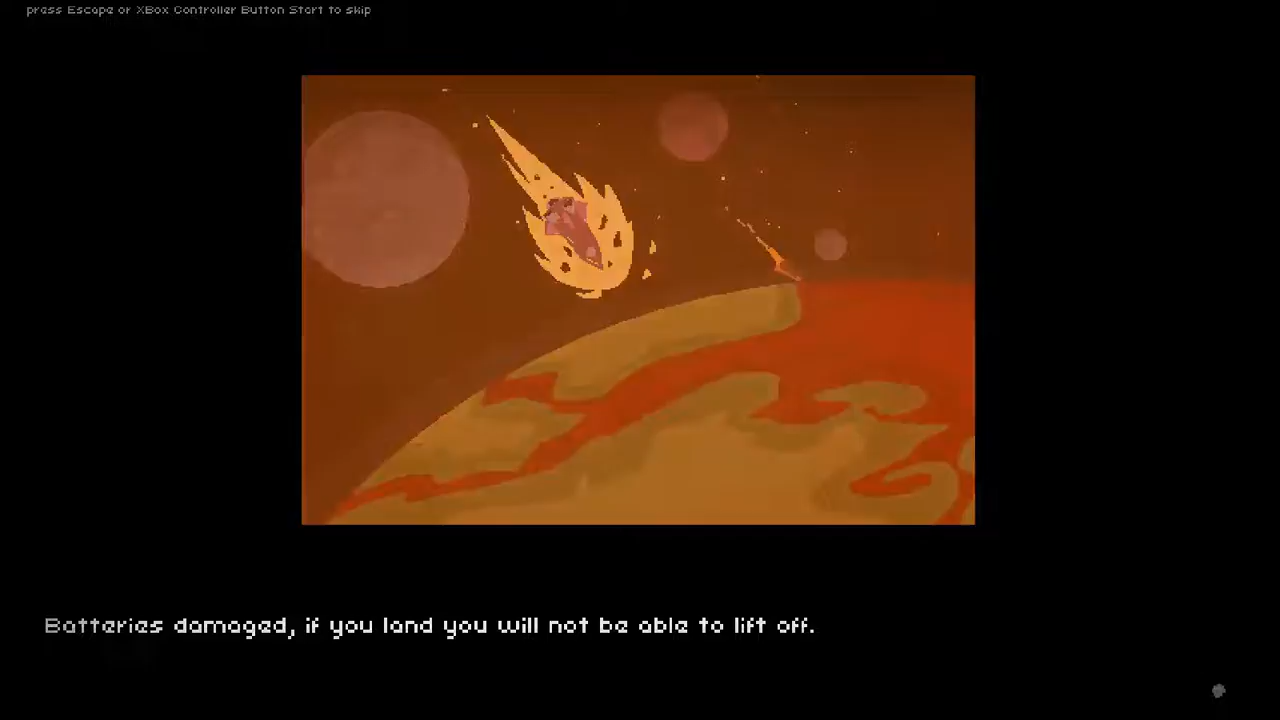 press Escape or XBox Controller Button Start to skip
Batteries damaged, if you land you will not be able to lift off.